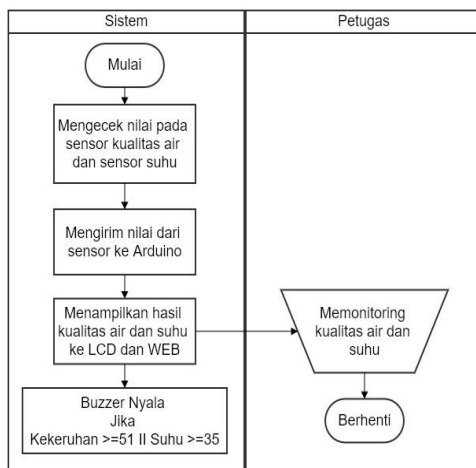 Sistem
Petugas
Mulai
Mengecek nilai pada
sensor kualitas air
dan sensor suhu
Mengirim nilai dari
sensor ke Arduino
Menampilkan hasil
kualitas air dan suhu
ke LCD dan WEB
Memonitoring
kualitas air dan
suhu
Buzzer Nyala
Jika
Kekeruhan >=51 II Suhu >=35
Berhenti